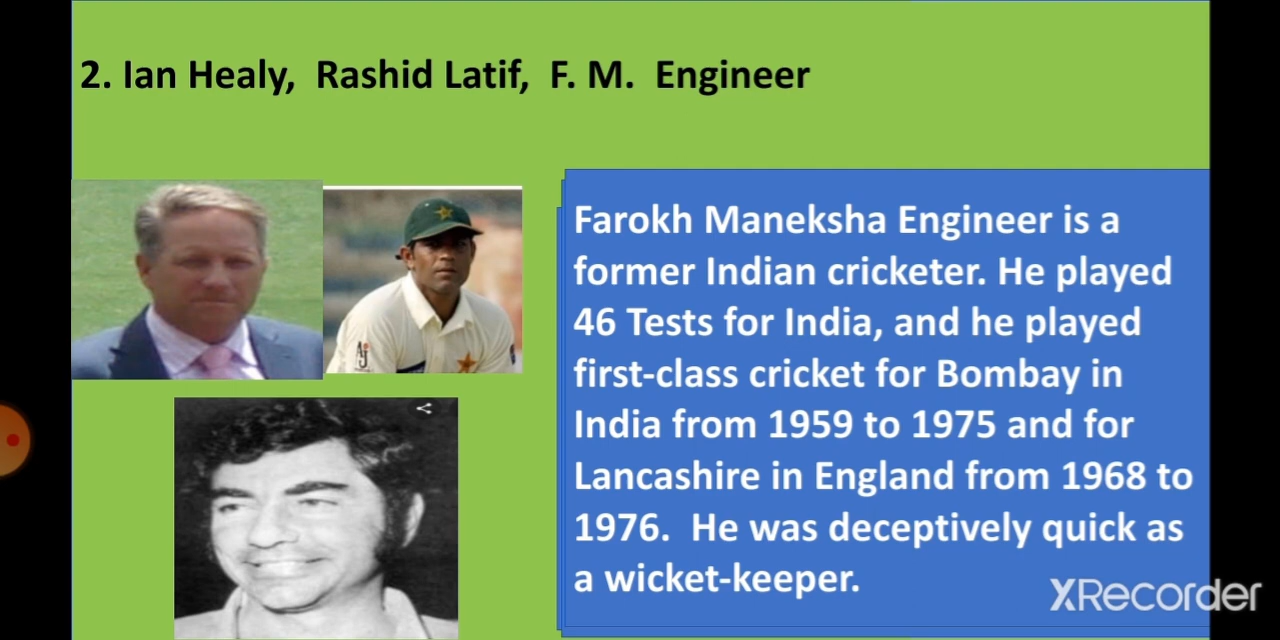 2. Ian Healy, Rashid Latif, F. M. Engineer
Farokh Maneksha Engineer is a
former Indian cricketer. He played
46 Tests for India, and he played
first-class cricket for Bombay in
India from 1959 to 1975 and for
Lancashire in England from 1968 to
1976. He was deceptively quick as
a wicket-keeper.
AJ
XRecorder